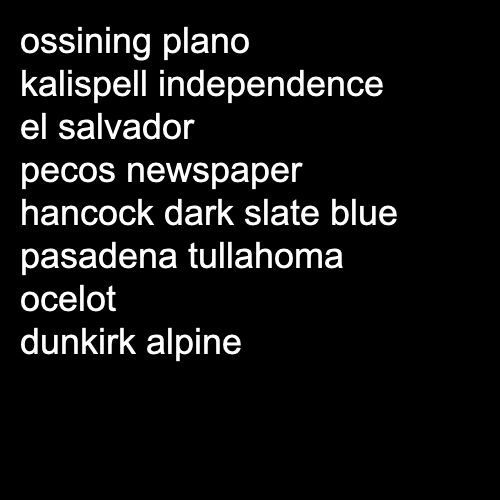 ossining plano
kalispell independence
el salvador
pecos newspaper
hancock dark slate blue
pasadena tullahoma
ocelot
dunkirk alpine